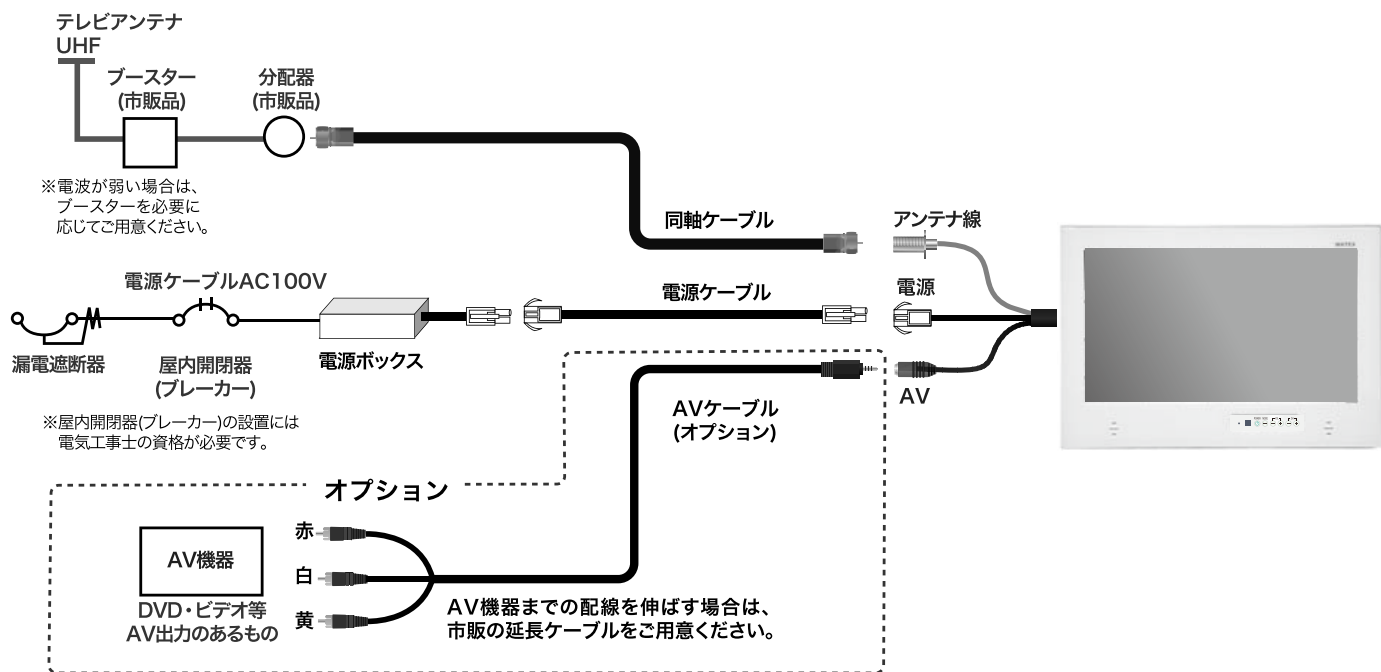 テレビアンテナ
UHF
ブースター
(市販品)
分配器
(市販品)
※電波が弱い場合は、
ブースターを必要に
応じてご用意ください。
同軸ケーブル
アンテナ線
電源ケーブルAC100V
電源ケーブル
電源
漏電遮断器
屋内開閉器
(ブレーカー)
電源ボックス
※屋内開閉器(ブレーカー)の設置には
電気工事士の資格が必要です。
AVケーブル
(オプション)
AV
オプション
AV機器
DVD・ビデオ等
AV出力のあるもの
赤
白
黄
AV機器までの配線を伸ばす場合は、
市販の延長ケーブルをご用意ください。